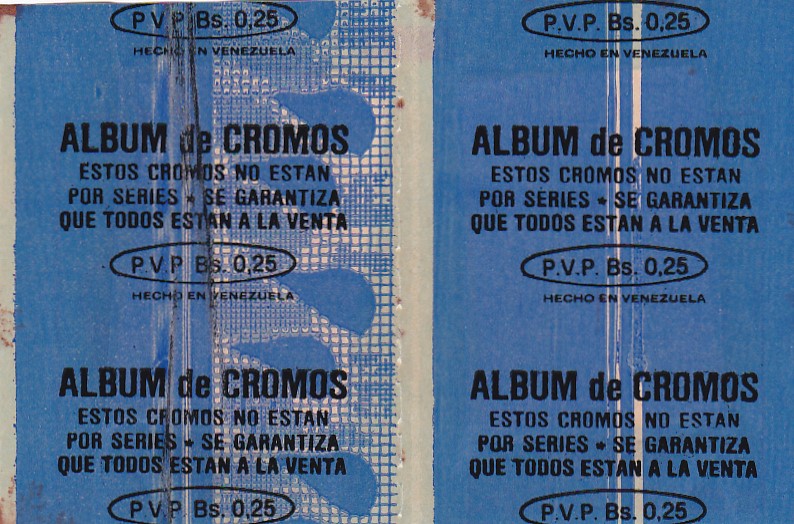 P.V.P. Bs. 0,25
HECHO EN VENEZUELA
ALBUM de CROMOS
ESTOS CROMOS NO ESTAN
POR SERIES * SE GARANTIZA
QUE TODOS ESTAN A LA VENTA
P.V.P. Bs. 0,25
HECHO EN VENEZUELA
ALBUM de CROMOS
ESTOS CROMOS NO ESTAN
POR SERIES * SE GARANTIZA
QUE TODOS ESTAN A LA VENTA
P.V.P. Bs. 0,25
P.V.P. Bs. 0,25
HECHO EN VENEZUELA
ALBUM de CROMOS
ESTOS CROMOS NO ESTAN
POR SERIES * SE GARANTIZA
QUE TODOS ESTAN A LA VENTA
P.V.P. Bs. 0,25
HECHO EN VENEZUELA
ALBUM de CROMOS
ESTOS CROMOS NO ESTAN
POR SERIES * SE GARANTIZA
QUE TODOS ESTAN A LA VENTA
P.V.P. Bs. 0,25